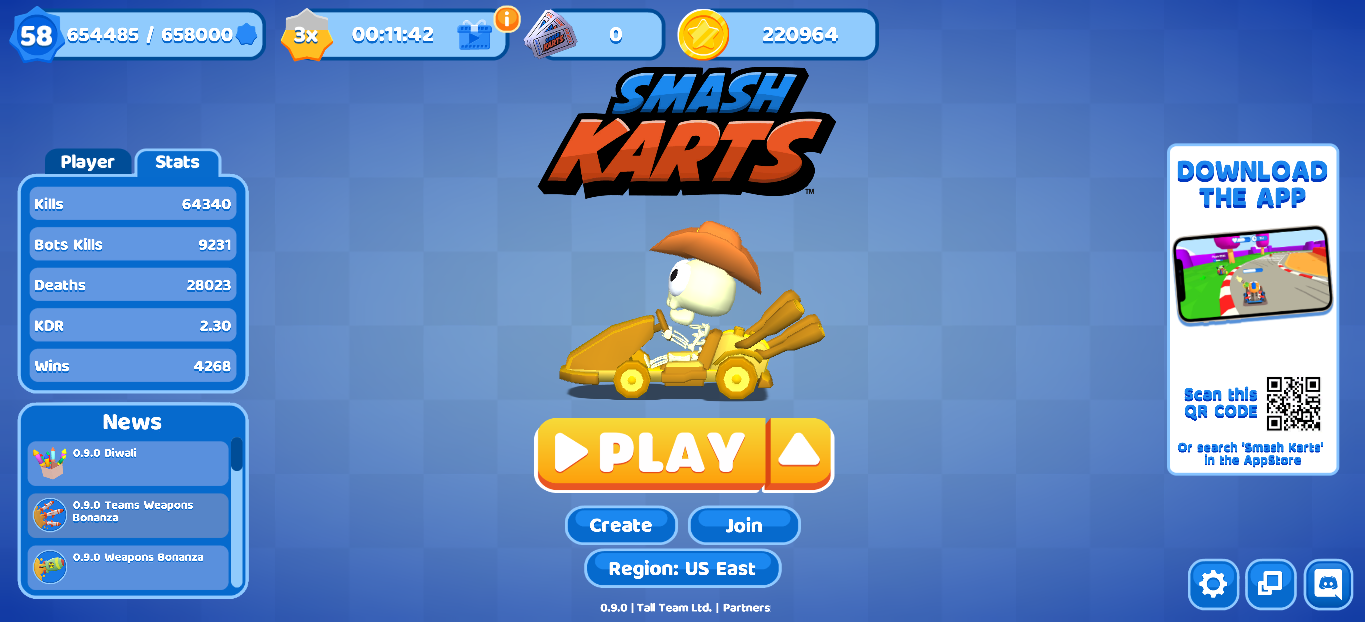 58
654485 / 658000
3x
00:11:42
i
KARTS
0
220964
SMASH
KARTS
TM
Player
Stats
Kills 64340
Bots Kills 9231
Deaths 28023
KDR 2.30
Wins 4268
News
0.9.0 Diwali
0.9.0 Teams Weapons
Bonanza
0.9.0 Weapons Bonanza
PLAY
Create
Join
Region: US East
0.9.0 | Tall Team Ltd. | Partners
DOWNLOAD
THE APP
Scan this
QR CODE
Or search 'Smash Karts'
in the AppStore